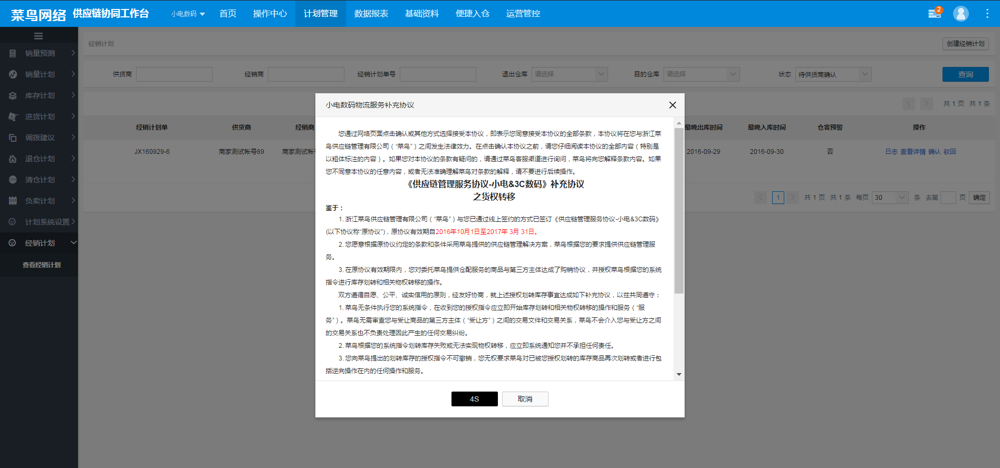 菜鸟网络 供应链协同工作台 小电数码 首页 操作中心 计划管理 数据报表 基础资料 便捷入仓 运营管控 2
销量预测
销量计划
库存计划
进货计划
调拨建议
退仓计划
清仓计划
负卖计划
计划系统设置
经销计划
查看经销计划
经销计划 创建经销计划
供货商 经销商 经销计划单号 退出仓库 请选择 目的仓库 请选择 状态 待供货商确认 查询
共 1 页 共 1 条
经销计划单 供货商 经销商 最晚出库时间 最晚入库时间 仓容预警 操作
JX160929-6 商家测试帐号89 商家测试帐号 2016-09-29 2016-09-30 否 日志 查看详情 确认 驳回
1 共 1 页 共 1 条 每页 30 条 去第 页 确定
小电数码物流服务补充协议
您通过网络页面点击确认或其他方式选择接受本协议，即表示您同意接受本协议的全部条款，本协议将在您与浙江菜
鸟供应链管理有限公司（“菜鸟”）之间发生法律效力。在点击确认本协议之前，请您仔细阅读本协议的全部内容（特别是
以粗体标注的内容）。如果您对本协议的条款有疑问的，请通过菜鸟客服渠道进行询问，菜鸟将向您解释条款内容。如果
您不同意本协议的任意内容，或者无法准确理解菜鸟对条款的解释，请不要进行后续操作。
《供应链管理服务协议-小电&3C数码》补充协议
之货权转移
鉴于：
1. 浙江菜鸟供应链管理有限公司（“菜鸟”）与您已通过线上签约的方式已签订《供应链管理服务协议-小电&3C数码》
(以下协议称“原协议”)，原协议有效期自2016年10月1日至2017年 3月 31日。
2. 您愿意根据原协议约定的条款和条件采用菜鸟提供的供应链管理解决方案，菜鸟根据您的要求提供供应链管理服
务。
3. 在原协议有效期限内，您对委托菜鸟提供仓配服务的商品与第三方主体达成了购销协议，并授权菜鸟根据您的系统
指令进行库存划转和相关物权转移的操作。
双方遵循自愿、公平、诚实信用的原则，经友好协商，就上述授权划转库存事宜达成如下补充协议，以兹共同遵守：
1. 菜鸟无条件执行您的系统指令，在收到您的授权指令应立即开始库存划转和相关物权转移的操作和服务（“服
务”）。菜鸟无需审查您与受让商品的第三方主体（“受让方”）之间的交易文件和交易关系，菜鸟不会介入您与受让方之间
的交易关系也不负责处理因此产生的任何交易纠纷。
2. 菜鸟根据您的系统指令划转库存失败或无法实现物权转移，应立即系统通知您并不承担任何责任。
3. 您向菜鸟提出的划转库存的授权指令不可撤销，您无权要求菜鸟对已被您授权划转的库存商品再次划转或者进行包
括逆向操作在内的任何操作和服务。
4S 取消